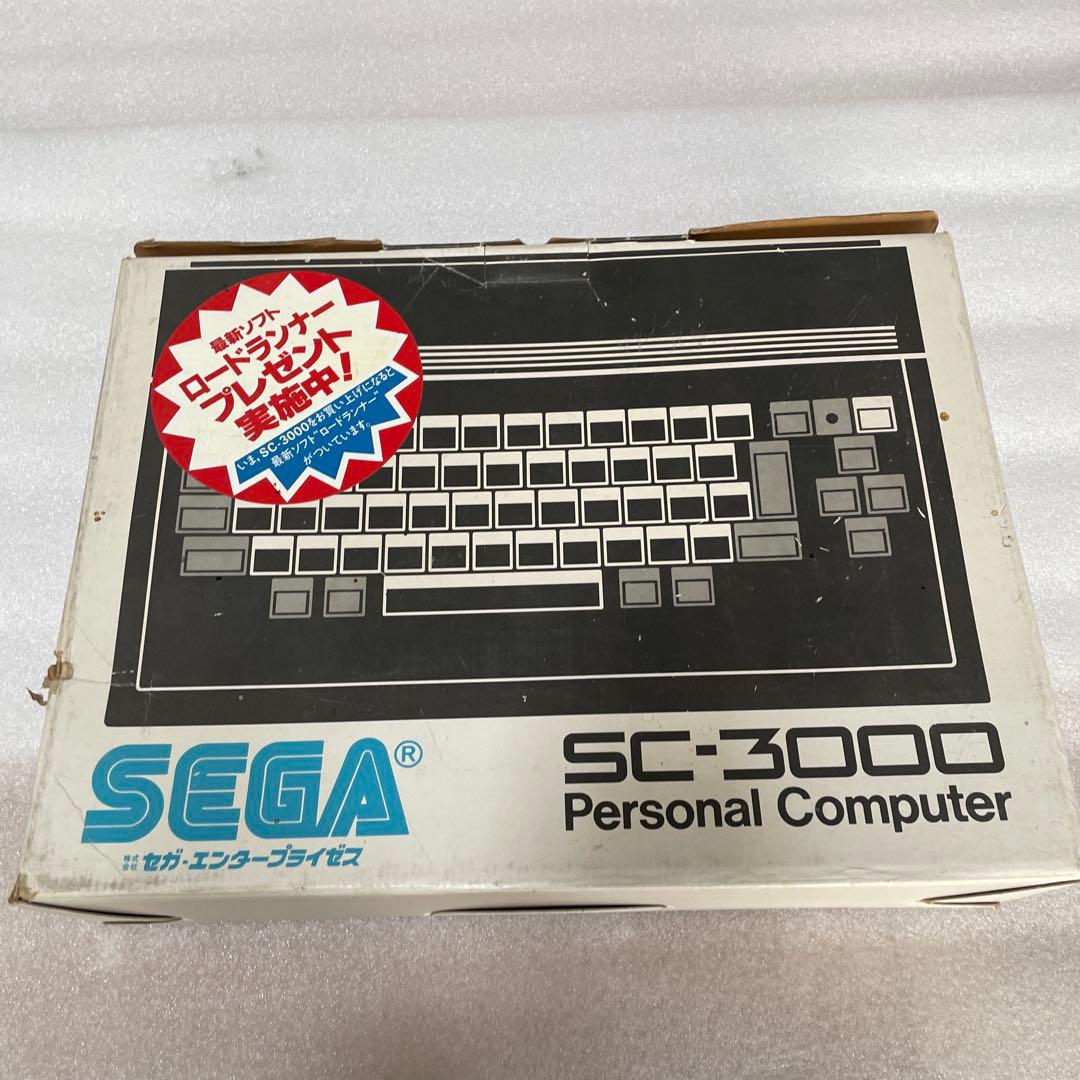 最新ソフト
ロードランナー
プレゼント
実施中!
いま、SC-3000をお買い上げになると
最新ソフト"ロードランナー"
がついています。
SEGA®
株式会社 セガ・エンタープライゼス
SC-3000
Personal Computer